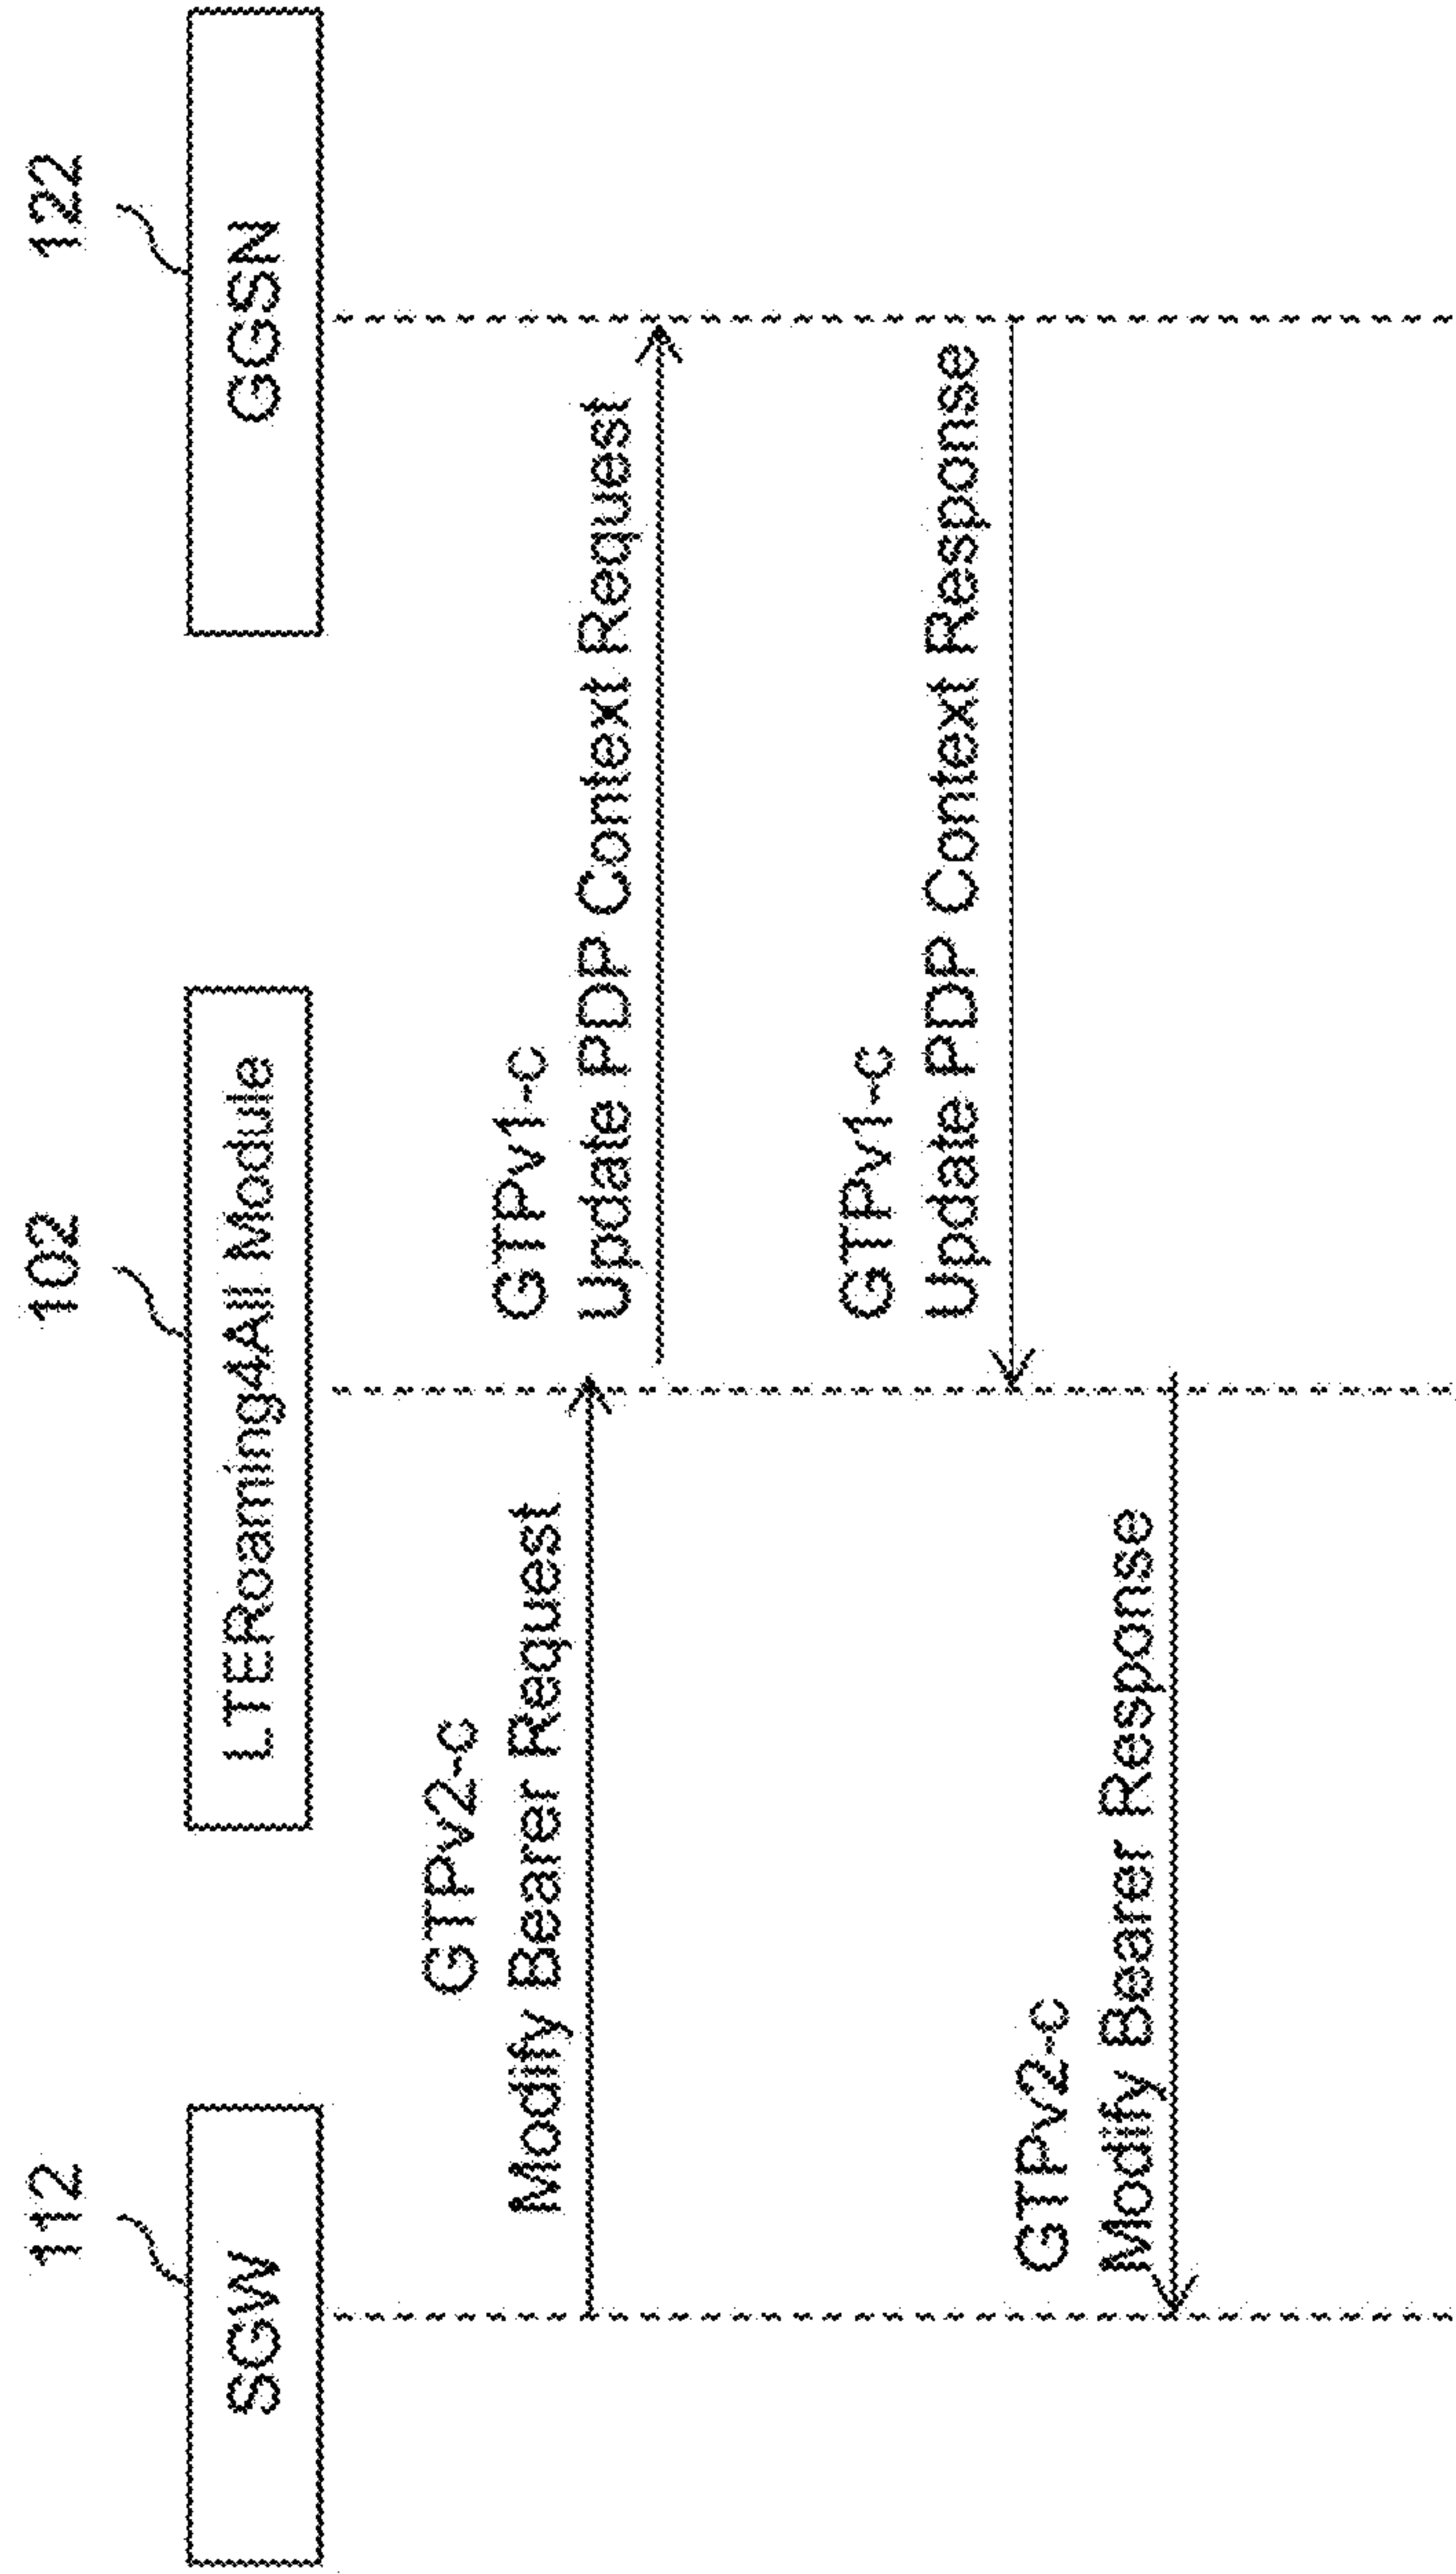 112
102
122
SGW
LTERoaming4All Module
GGSN
GTPv2-c
Modify Bearer Request
GTPv1-c
Update PDP Context Request
GTPv1-c
Update PDP Context Response
GTPv2-c
Modify Bearer Response